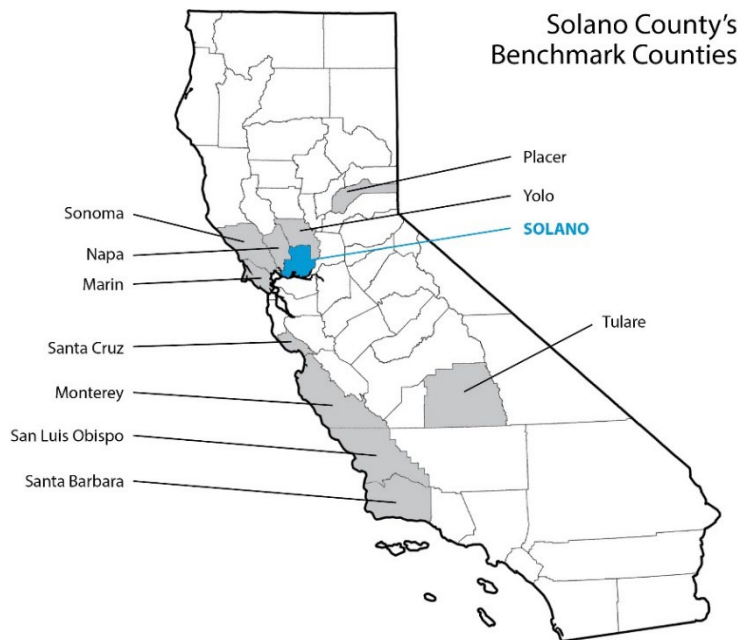 Solano County’s
Benchmark Counties
Placer
Yolo
SOLANO
Sonoma
Napa
Marin
Santa Cruz
Monterey
San Luis Obispo
Santa Barbara
Tulare